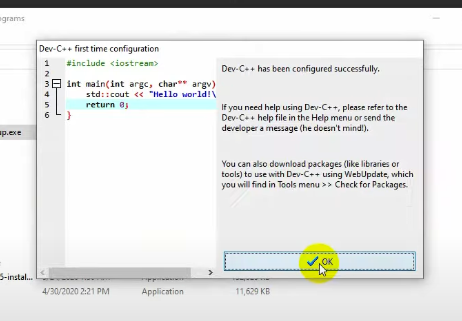 ograms
Dev-C++ first time configuration
1 #include <iostream>
2
3 int main(int argc, char** argv)
4 std::cout << "Hello world!\
5 return 0;
6 }
Dev-C++ has been configured successfully.
If you need help using Dev-C++, please refer to the
Dev-C++ help file in the Help menu or send the
developer a message (he doesn't mind!).
You can also download packages (like libraries or
tools) to use with Dev-C++ using WebUpdate, which
you will find in Tools menu >> Check for Packages.
OK
up.exe
5-instal...
Application
4/30/2020 2:21 PM Application 11,629 KB